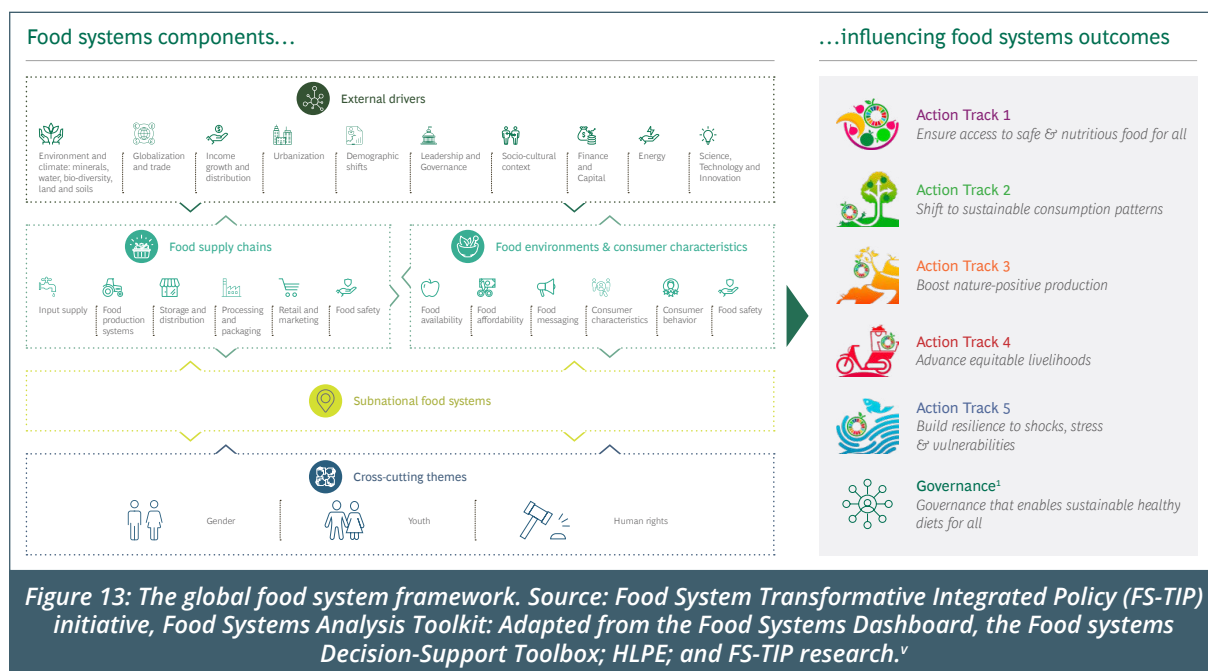 Food systems components…
…influencing food systems outcomes
External drivers
Environment and
climate: minerals,
water, bio-diversity,
land and soils
Globalization
and trade
Income
growth and
distribution
Urbanization
Demographic
shifts
Leadership and
Governance
Socio-cultural
context
Finance
and
Capital
Energy
Science,
Technology and
Innovation
Food supply chains
Input supply
Food
production
systems
Storage and
distribution
Processing
and
packaging
Retail and
marketing
Food safety
Food environments & consumer characteristics
Food
availability
Food
affordability
Food
messaging
Consumer
characteristics
Consumer
behavior
Food safety
Subnational food systems
Cross-cutting themes
Gender
Youth
Human rights
Action Track 1
Ensure access to safe & nutritious food for all
Action Track 2
Shift to sustainable consumption patterns
Action Track 3
Boost nature-positive production
Action Track 4
Advance equitable livelihoods
Action Track 5
Build resilience to shocks, stress
& vulnerabilities
Governance¹
Governance that enables sustainable healthy
diets for all
Figure 13: The global food system framework. Source: Food System Transformative Integrated Policy (FS-TIP)
initiative, Food Systems Analysis Toolkit: Adapted from the Food Systems Dashboard, the Food systems
Decision-Support Toolbox; HLPE; and FS-TIP research.ᵛ